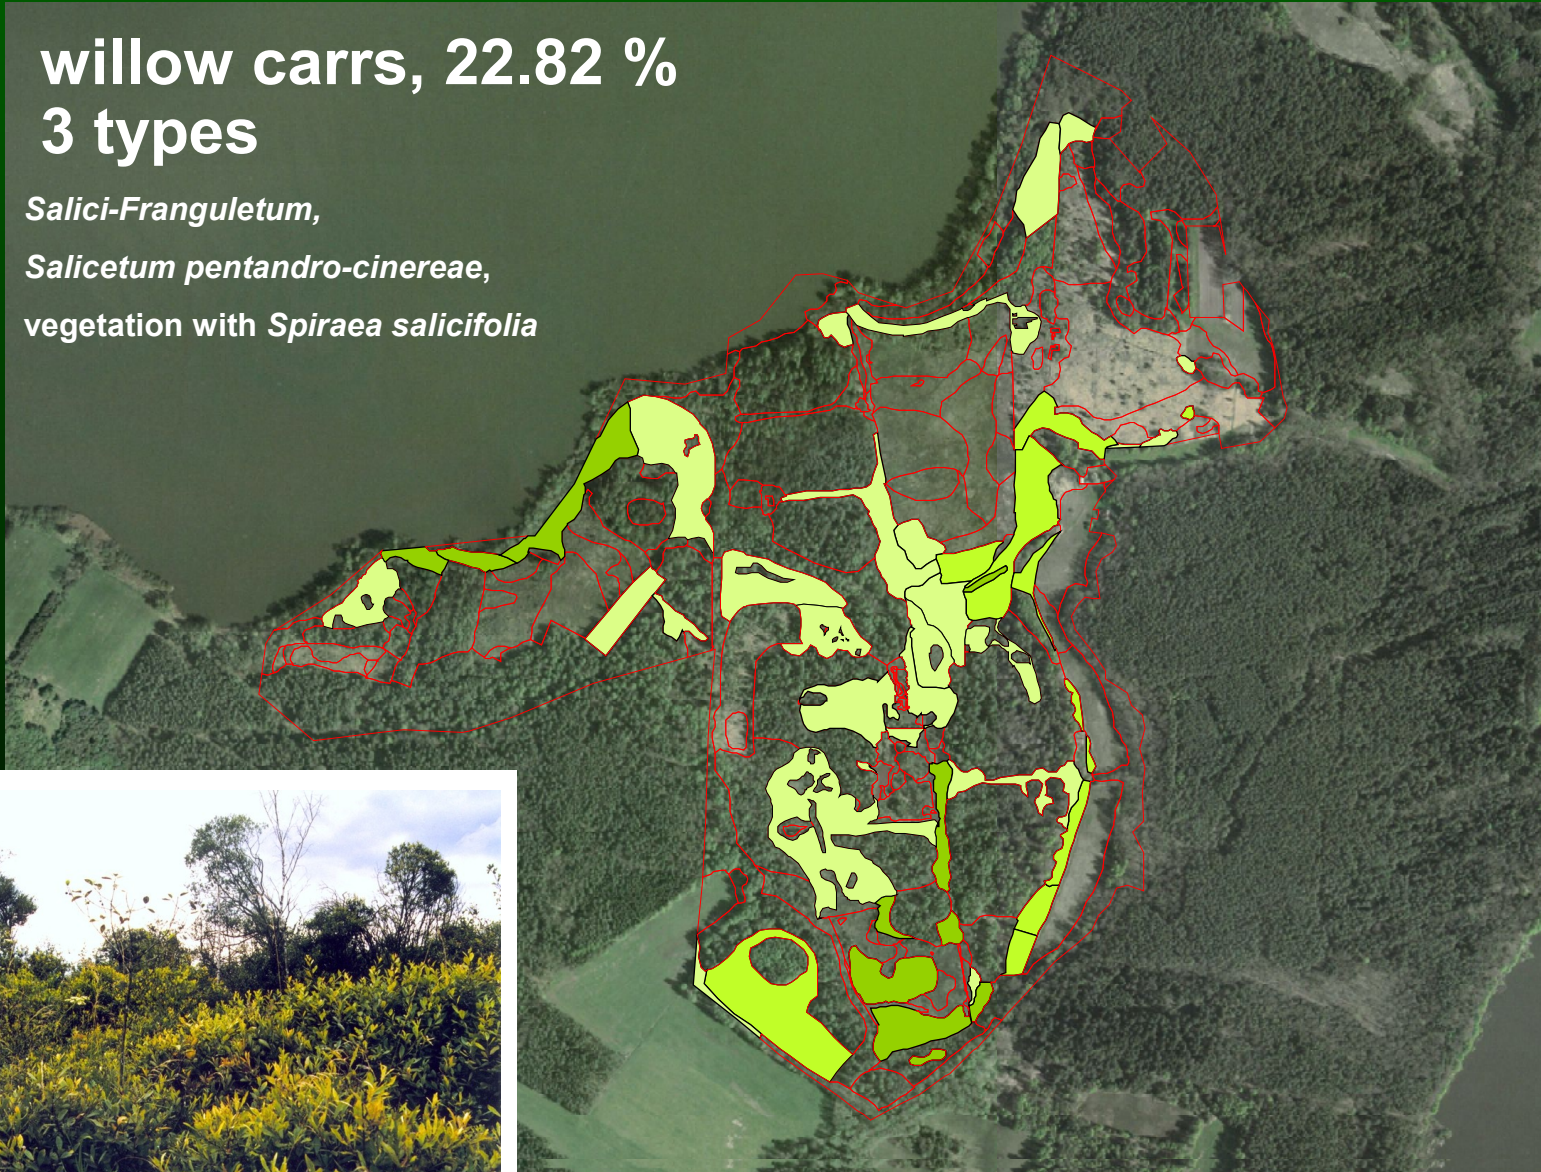 willow carrs, 22.82 %
3 types
Salici-Franguletum,
Salicetum pentandro-cinereae,
vegetation with Spiraea salicifolia